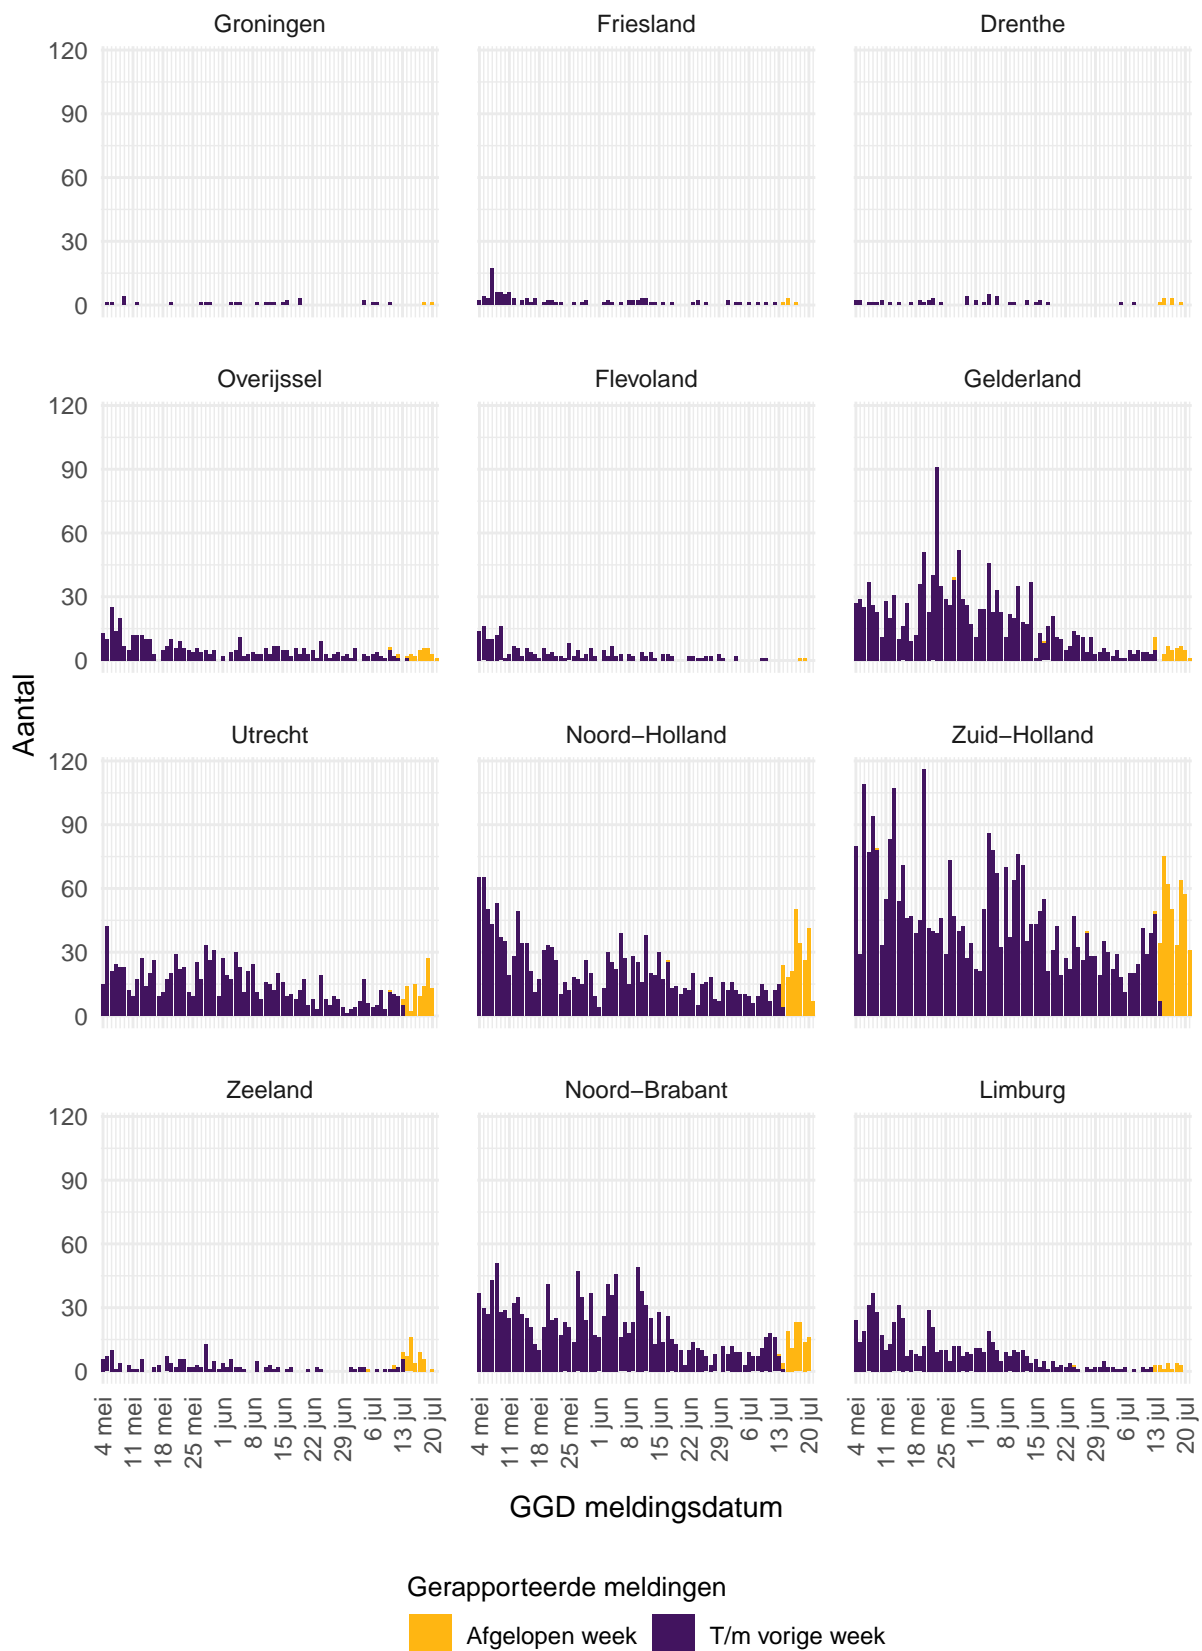 Groningen Friesland Drenthe
120
90
60
30
0
Overijssel Flevoland Gelderland
120
90
60
30
0
Aantal
Utrecht Noord−Holland Zuid−Holland
120
90
60
30
0
Zeeland Noord−Brabant Limburg
120
90
60
30
0
4 mei 11 mei 18 mei 25 mei 1 jun 8 jun 15 jun 22 jun 29 jun 6 jul 13 jul 20 jul 4 mei 11 mei 18 mei 25 mei 1 jun 8 jun 15 jun 22 jun 29 jun 6 jul 13 jul 20 jul 4 mei 11 mei 18 mei 25 mei 1 jun 8 jun 15 jun 22 jun 29 jun 6 jul 13 jul 20 jul
GGD meldingsdatum
Gerapporteerde meldingen
Afgelopen week T/m vorige week